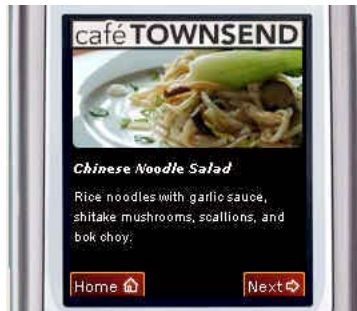 café TOWNSEND
Chinese Noodle Salad
Rice noodles with garlic sauce,
shitake mushrooms, scallions, and
bok choy.
Home
Next